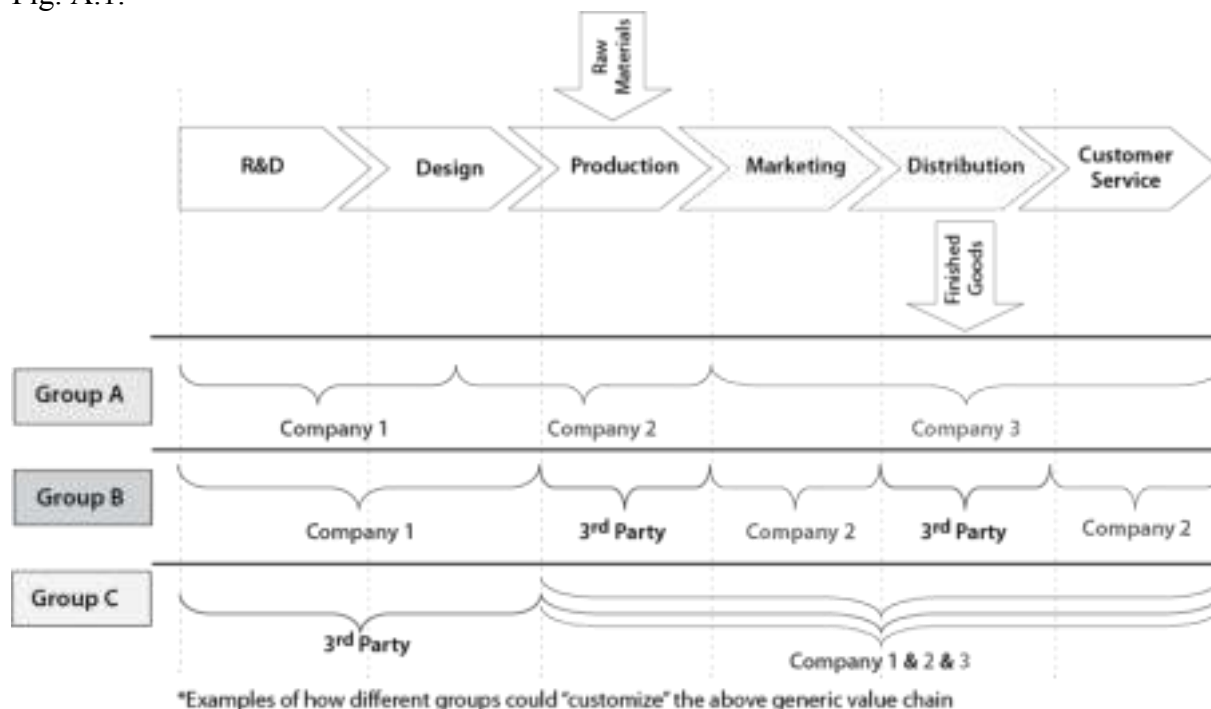 Fig. A.1.
Raw
Materials
R&D
Design
Production
Marketing
Distribution
Customer
Service
Finished
Goods
Group A
Company 1
Company 2
Company 3
Group B
Company 1
3rd Party
Company 2
3rd Party
Company 2
Group C
3rd Party
Company 1 & 2 & 3
*Examples of how different groups could “customize” the above generic value chain